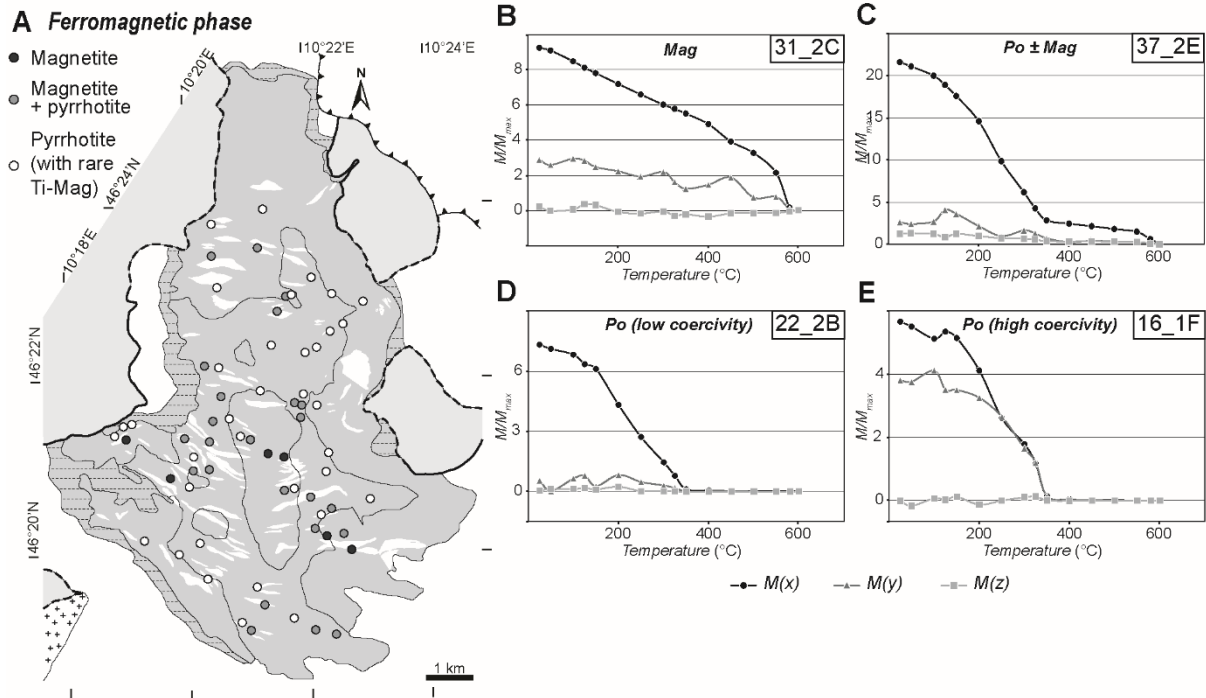 A Ferromagnetic phase
Magnetite
Magnetite
+ pyrrhotite
Pyrrhotite
(with rare
Ti-Mag)
10°20'E
10°22'E
10°24'E
N
46°24'N
10°18'E
46°22'N
46°20'N
1 km
B
Mag
31_2C
M/Mmax
8
6
4
2
0
200
400
600
Temperature (°C)
C
Po ± Mag
37_2E
M/Mmax
20
15
10
5
0
200
400
600
Temperature (°C)
D
Po (low coercivity)
22_2B
M/Mmax
6
3
0
200
400
600
Temperature (°C)
E
Po (high coercivity)
16_1F
M/Mmax
4
2
0
200
400
600
Temperature (°C)
M(x) M(y) M(z)